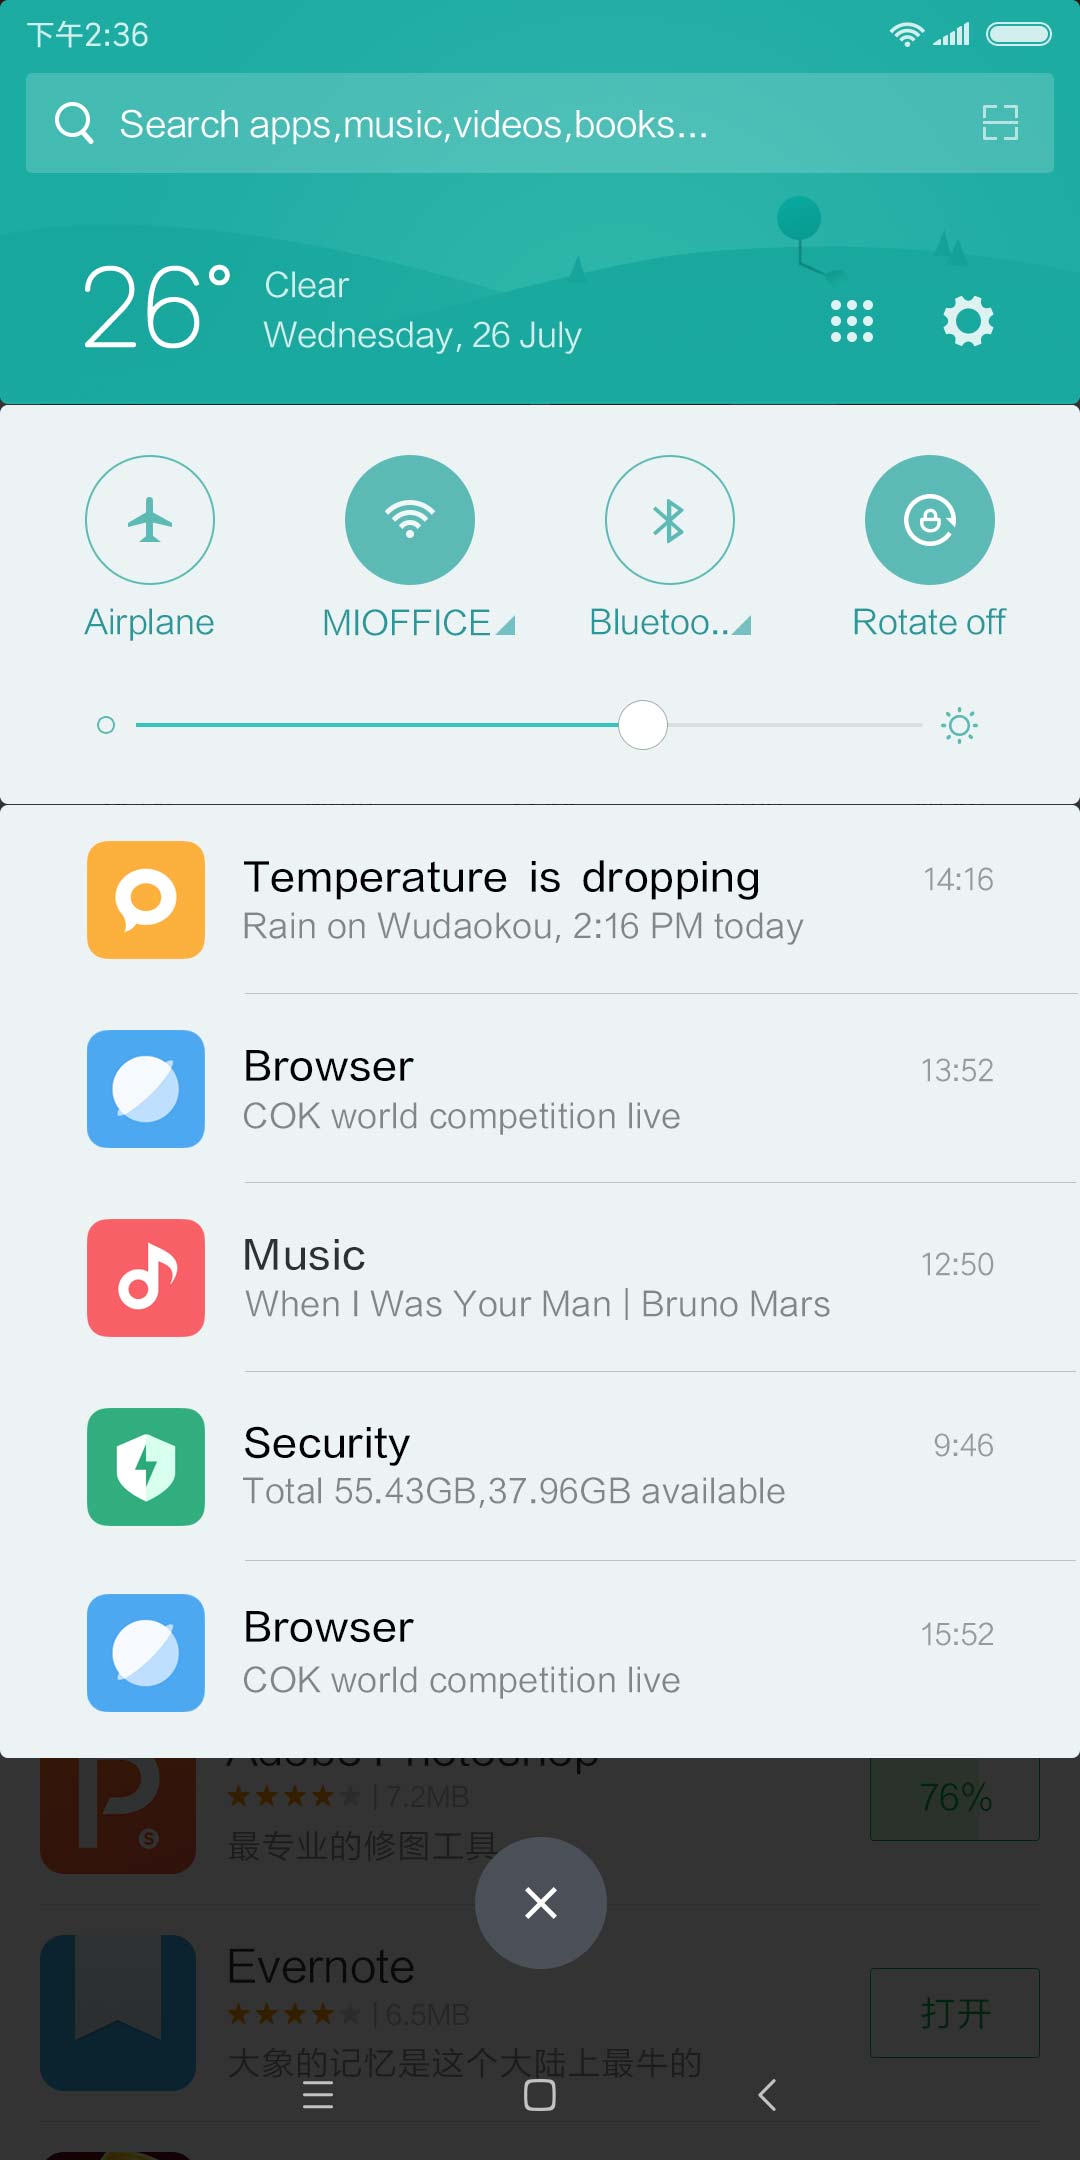 下午2:36
Search apps,music,videos,books...
26°
Clear
Wednesday, 26 July
Airplane
MIOFFICE
Bluetoo..
Rotate off
Temperature is dropping
14:16
Rain on Wudaokou, 2:16 PM today
Browser
13:52
COK world competition live
Music
12:50
When I Was Your Man | Bruno Mars
Security
9:46
Total 55.43GB,37.96GB available
Browser
15:52
COK world competition live
Adobe Photoshop
| 7.2MB
76%
最专业的修图工具
Evernote
| 6.5MB
打开
大象的记忆是这个大陆上最牛的